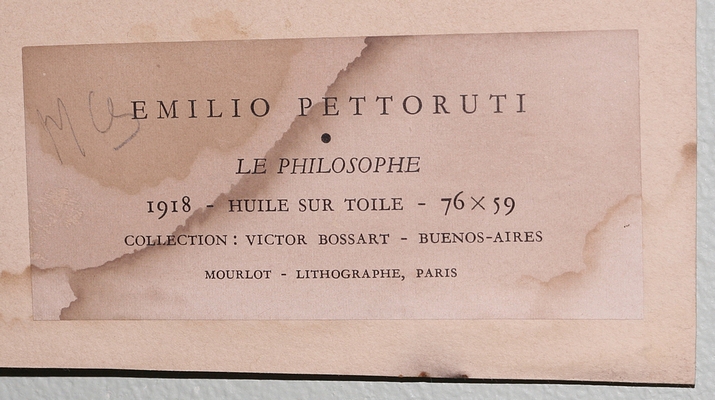 EMILIO PETTORUTI
●
LE PHILOSOPHE
1918 - HUILE SUR TOILE - 76×59
COLLECTION : VICTOR BOSSART - BUENOS-AIRES
MOURLOT - LITHOGRAPHE, PARIS